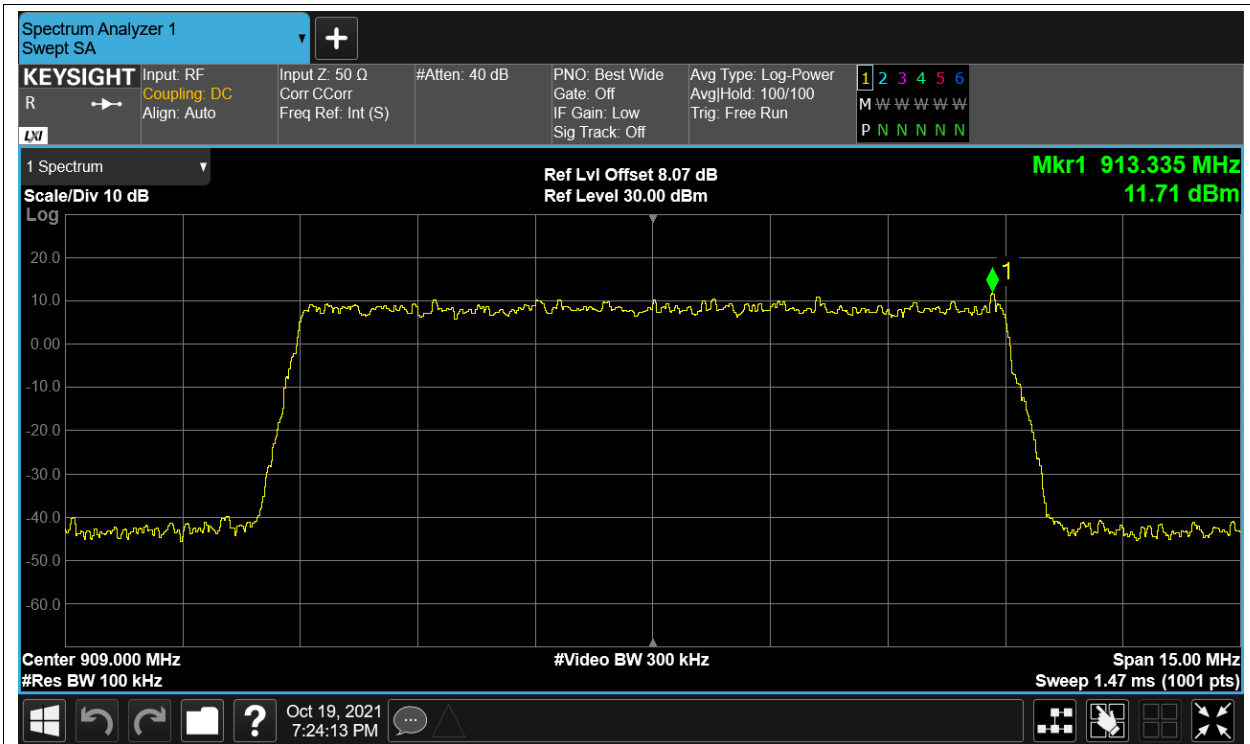 Spectrum Analyzer 1
Swept SA
KEYSIGHT
R
LXI
Input: RF
Coupling: DC
Align: Auto
Input Z: 50 Ω
Corr CCorr
Freq Ref: Int (S)
#Atten: 40 dB
PNO: Best Wide
Gate: Off
IF Gain: Low
Sig Track: Off
Avg Type: Log-Power
Avg|Hold: 100/100
Trig: Free Run
1 2 3 4 5 6
M W W W W W
P N N N N N
1 Spectrum
Scale/Div 10 dB
Log
Ref Lvl Offset 8.07 dB
Ref Level 30.00 dBm
Mkr1 913.335 MHz
11.71 dBm
1
20.0
10.0
0.00
-10.0
-20.0
-30.0
-40.0
-50.0
-60.0
Center 909.000 MHz
#Video BW 300 kHz
Span 15.00 MHz
#Res BW 100 kHz
Sweep 1.47 ms (1001 pts)
?
Oct 19, 2021
7:24:13 PM